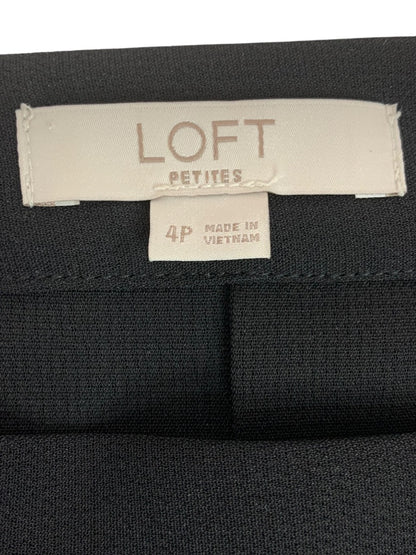 LOFT
PETITES
4P
MADE IN
VIETNAM